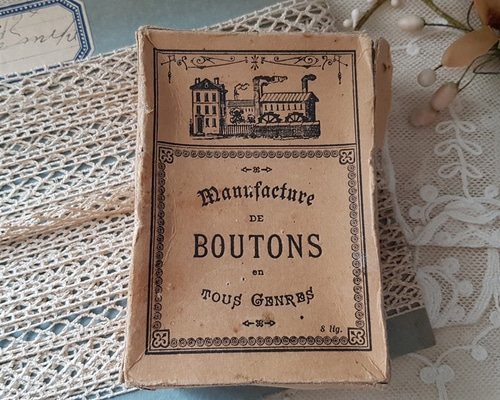 Manufacture
DE
BOUTONS
en
TOUS GENRES
8 lig.